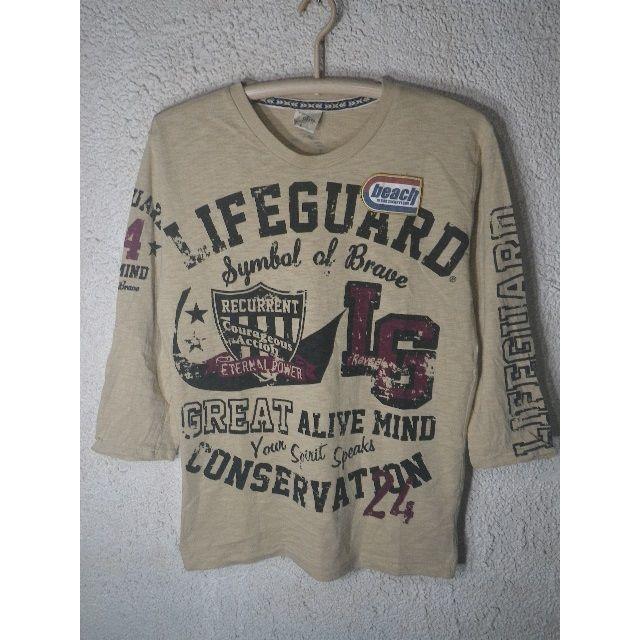 beach
LIFEGUARD
®
Symbol of Brave
RECURRENT
Courageous
Action
ETERNAL POWER
LG
GREAT ALIVE MIND
Your Spirit Speaks
CONSERVATION
24
4
MIND
Brave
LIFEGUARD